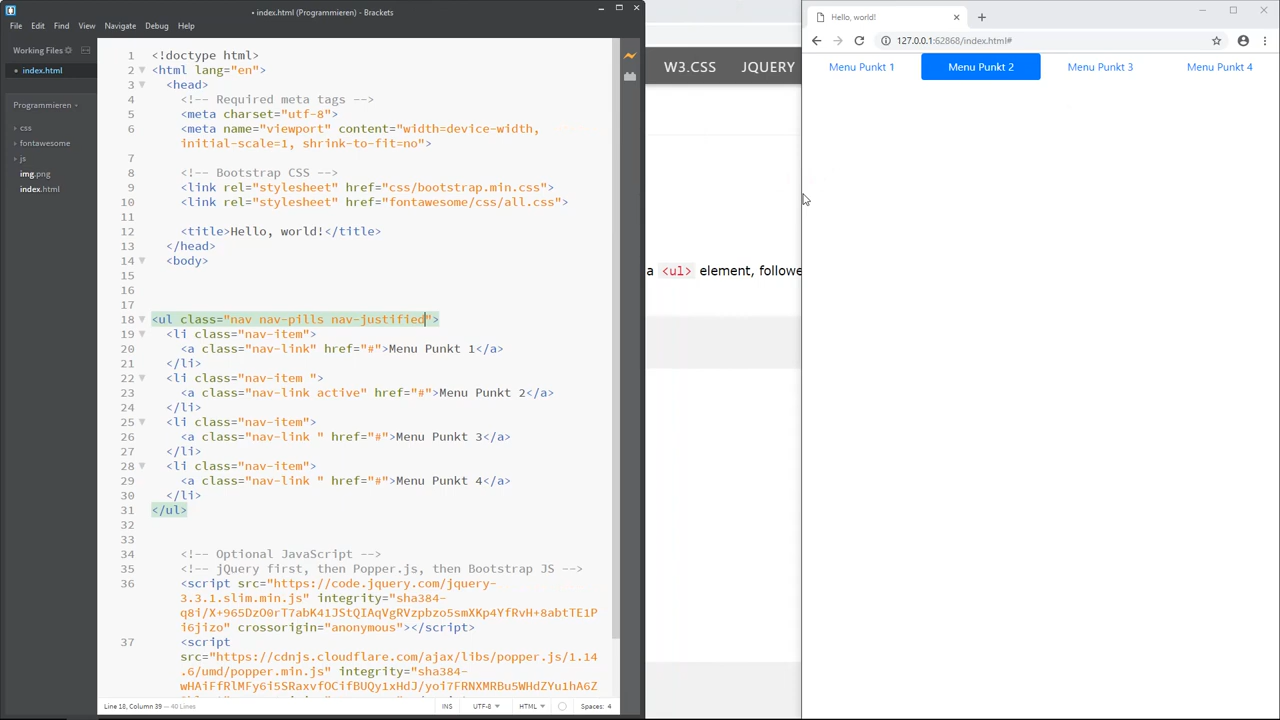 • index.html (Programmieren) - Brackets
File Edit Find View Navigate Debug Help
Working Files
index.html
Programmieren
css
fontawesome
js
img.png
index.html
1 <!doctype html>
2 <html lang="en">
3 <head>
4 <!-- Required meta tags -->
5 <meta charset="utf-8">
6 <meta name="viewport" content="width=device-width,
initial-scale=1, shrink-to-fit=no">
7
8 <!-- Bootstrap CSS -->
9 <link rel="stylesheet" href="css/bootstrap.min.css">
10 <link rel="stylesheet" href="fontawesome/css/all.css">
11
12 <title>Hello, world!</title>
13 </head>
14 <body>
15
16
17
18 <ul class="nav nav-pills nav-justified">
19 <li class="nav-item">
20 <a class="nav-link" href="#">Menu Punkt 1</a>
21 </li>
22 <li class="nav-item ">
23 <a class="nav-link active" href="#">Menu Punkt 2</a>
24 </li>
25 <li class="nav-item">
26 <a class="nav-link " href="#">Menu Punkt 3</a>
27 </li>
28 <li class="nav-item">
29 <a class="nav-link " href="#">Menu Punkt 4</a>
30 </li>
31 </ul>
32
33
34 <!-- Optional JavaScript -->
35 <!-- jQuery first, then Popper.js, then Bootstrap JS -->
36 <script src="https://code.jquery.com/jquery-
3.3.1.slim.min.js" integrity="sha384-
q8i/X+965DzO0rT7abK41JStQIAqVgRVzpbzo5smXKp4YfRvH+8abtTE1P
i6jizo" crossorigin="anonymous"></script>
37 <script
src="https://cdnjs.cloudflare.com/ajax/libs/popper.js/1.14
.6/umd/popper.min.js" integrity="sha384-
wHAiFfRlMFy6i5SRaxvfOCifBUQy1xHdJ/yoi7FRNXMRBu5WHdZYu1hA6Z
Line 18, Column 39 — 40 Lines
INS UTF-8 HTML Spaces: 4
W3.CSS JQUERY
a <ul> element, followe
Hello, world!
127.0.0.1:62868/index.html#
Menu Punkt 1 Menu Punkt 2 Menu Punkt 3 Menu Punkt 4